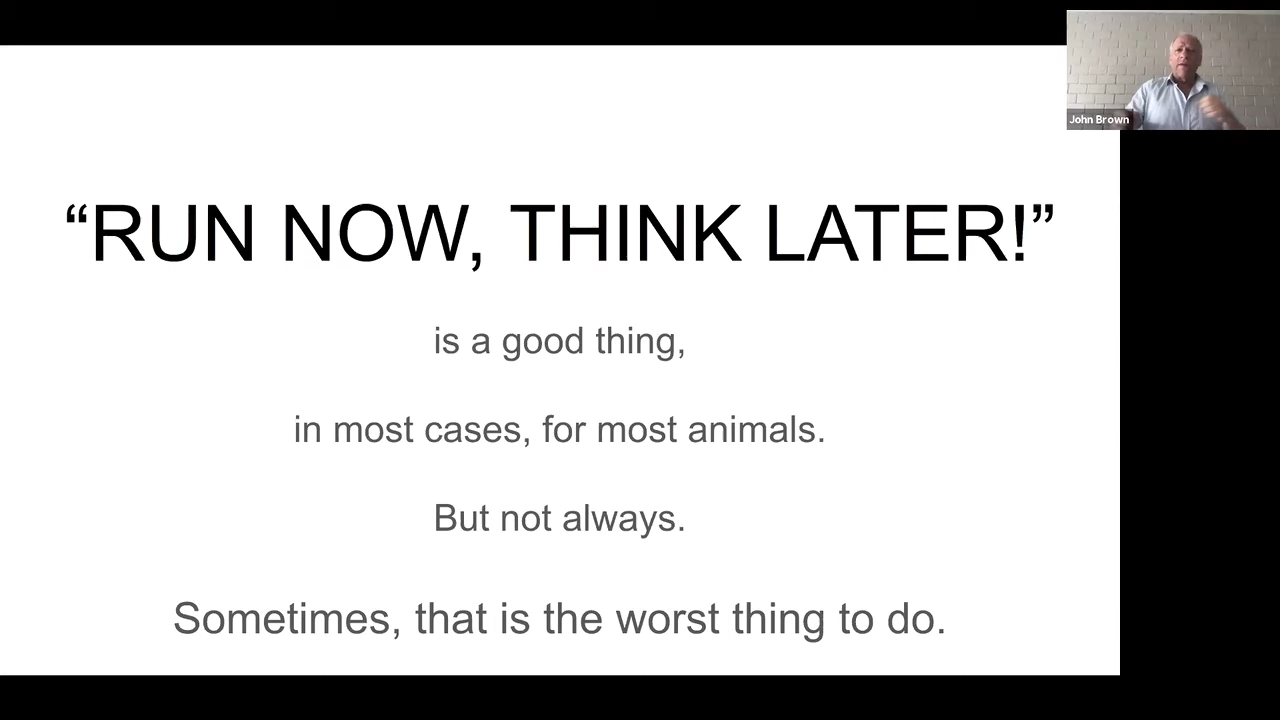 John Brown
“RUN NOW, THINK LATER!”
is a good thing,
in most cases, for most animals.
But not always.
Sometimes, that is the worst thing to do.